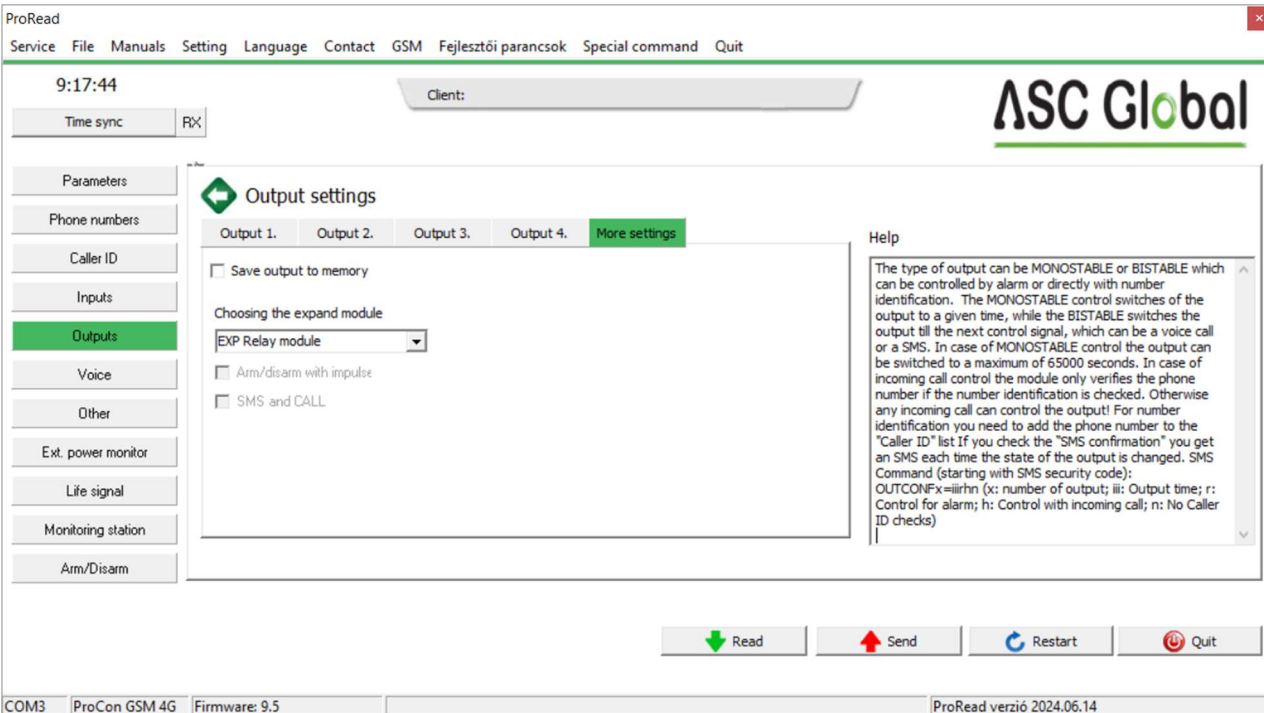 ProRead
Service File Manuals Setting Language Contact GSM Fejlesztői parancsok Special command Quit
9:17:44
Client:
ASC Global
Time sync RX
Parameters
Phone numbers
Caller ID
Inputs
Outputs
Voice
Other
Ext. power monitor
Life signal
Monitoring station
Arm/Disarm
Output settings
Output 1. Output 2. Output 3. Output 4. More settings
Save output to memory
Choosing the expand module
EXP Relay module
Arm/disarm with impulse
SMS and CALL
Help
The type of output can be MONOSTABLE or BISTABLE which
can be controlled by alarm or directly with number
identification. The MONOSTABLE control switches of the
output to a given time, while the BISTABLE switches the
output till the next control signal, which can be a voice call
or a SMS. In case of MONOSTABLE control the output can
be switched to a maximum of 65000 seconds. In case of
incoming call control the module only verifies the phone
number if the number identification is checked. Otherwise
any incoming call can control the output! For number
identification you need to add the phone number to the
"Caller ID" list If you check the "SMS confirmation" you get
an SMS each time the state of the output is changed. SMS
Command (starting with SMS security code):
OUTCONFx=iiirhn (x: number of output; iii: Output time; r:
Control for alarm; h: Control with incoming call; n: No Caller
ID checks)
Read Send Restart Quit
COM3 ProCon GSM 4G Firmware: 9.5 ProRead verzió 2024.06.14